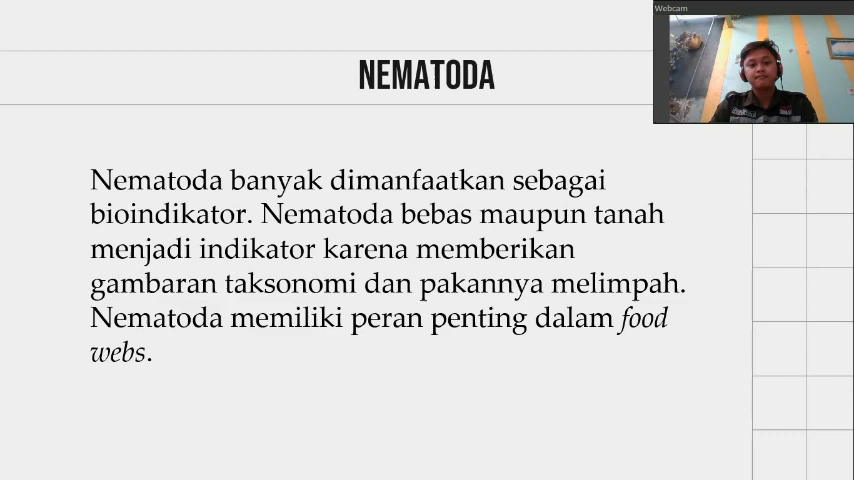 Webcam
NEMATODA
Nematoda banyak dimanfaatkan sebagai
bioindikator. Nematoda bebas maupun tanah
menjadi indikator karena memberikan
gambaran taksonomi dan pakannya melimpah.
Nematoda memiliki peran penting dalam food
webs.